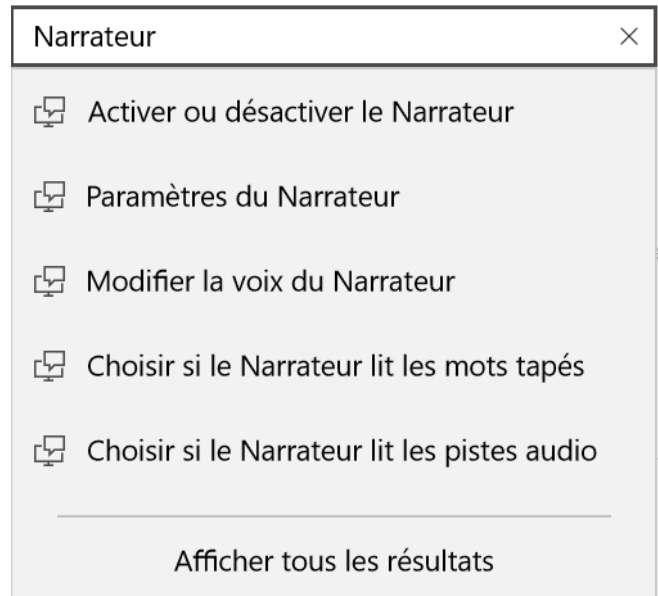 Narrateur
Activer ou désactiver le Narrateur
Paramètres du Narrateur
Modifier la voix du Narrateur
Choisir si le Narrateur lit les mots tapés
Choisir si le Narrateur lit les pistes audio
Afficher tous les résultats